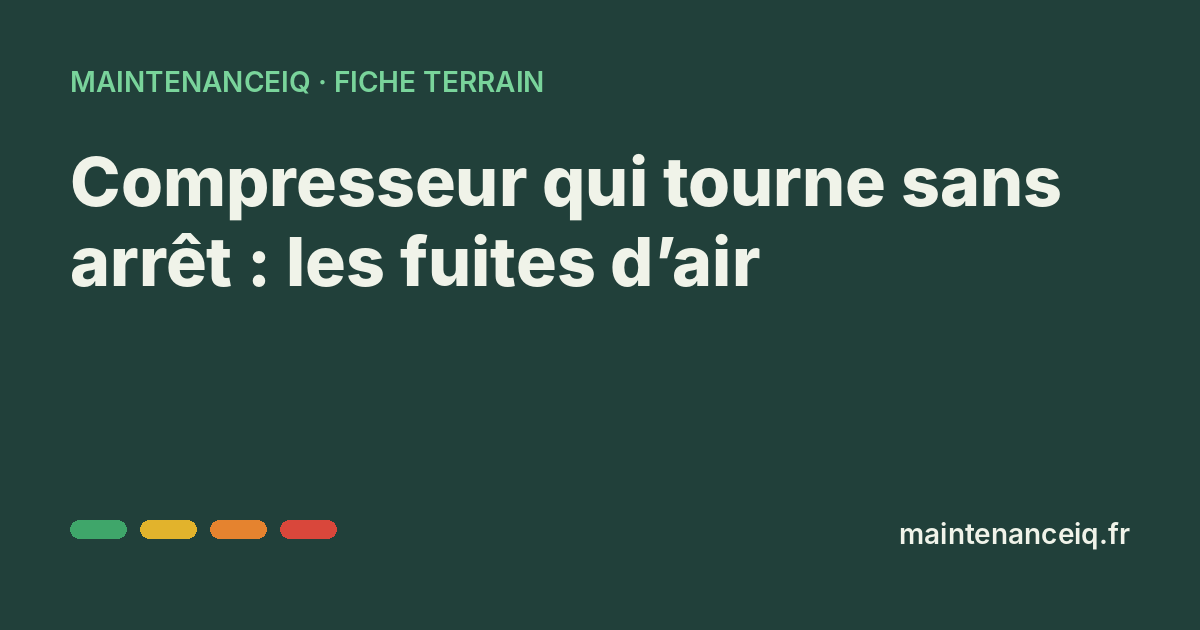 MAINTENANCEIQ · FICHE TERRAIN
Compresseur qui tourne sans
arrêt : les fuites d’air
maintenanceiq.fr